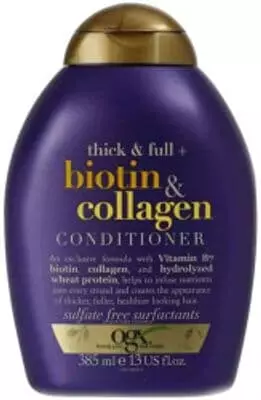 thick & full +
biotin &
collagen
CONDITIONER
An exclusive formula with Vitamin B7
biotin, collagen, and hydrolyzed
wheat protein, helps to infuse nutrients
into every strand and creates the appearance
of thicker, fuller, healthier looking hair.
sulfate free surfactants
ogx
385 ml e 13 US fl.oz.